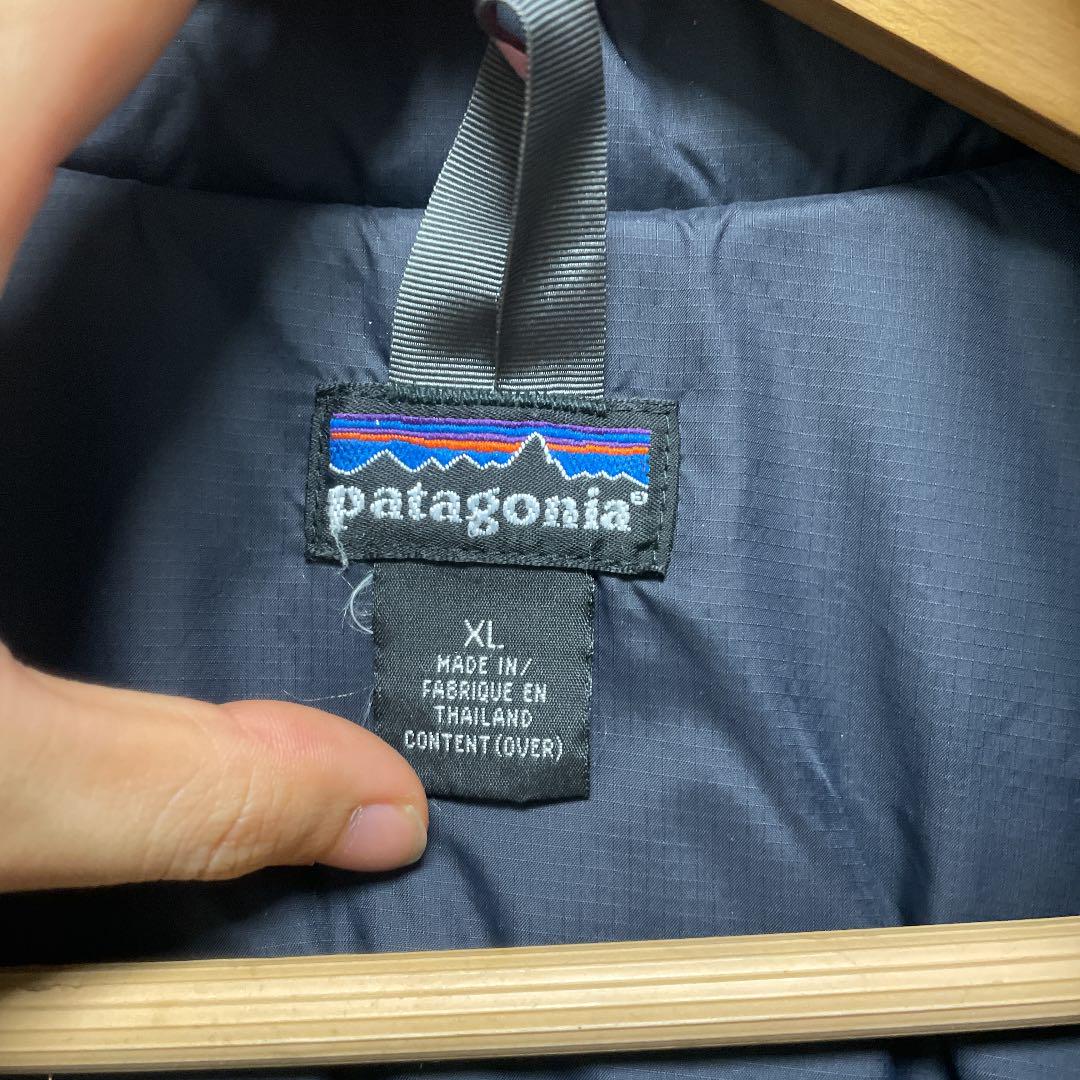 patagonia®
XL
MADE IN/
FABRIQUE EN
THAILAND
CONTENT(OVER)